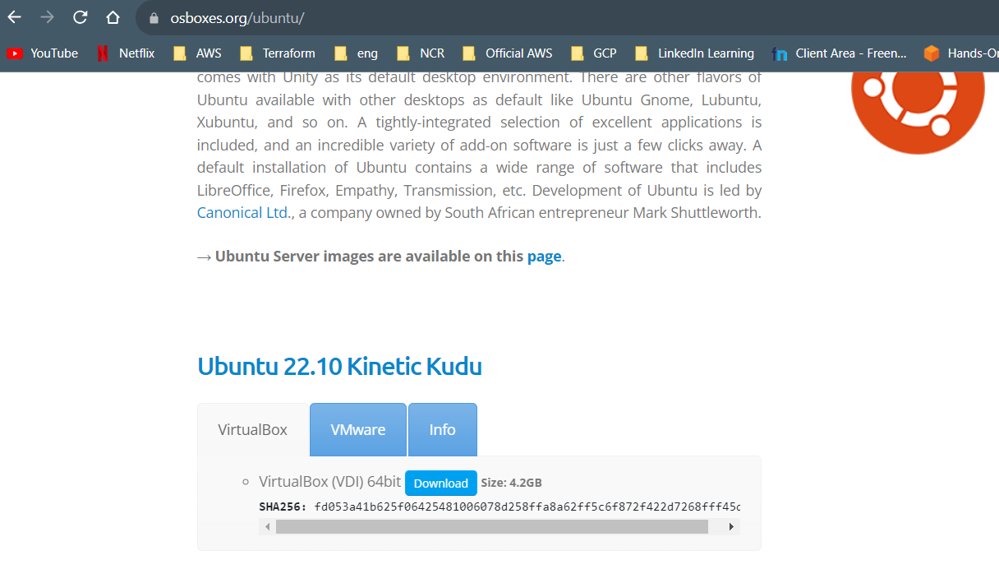 osboxes.org/ubuntu/
YouTube Netflix AWS Terraform eng NCR Official AWS GCP LinkedIn Learning Client Area - Freen... Hands-On
comes with Unity as its default desktop environment. There are other flavors of
Ubuntu available with other desktops as default like Ubuntu Gnome, Lubuntu,
Xubuntu, and so on. A tightly-integrated selection of excellent applications is
included, and an incredible variety of add-on software is just a few clicks away. A
default installation of Ubuntu contains a wide range of software that includes
LibreOffice, Firefox, Empathy, Transmission, etc. Development of Ubuntu is led by
Canonical Ltd., a company owned by South African entrepreneur Mark Shuttleworth.
→ Ubuntu Server images are available on this page.
Ubuntu 22.10 Kinetic Kudu
VirtualBox VMware Info
VirtualBox (VDI) 64bit Download Size: 4.2GB
SHA256: fd053a41b625f06425481006078d258ffa8a62ff5c6f872f422d7268fff45